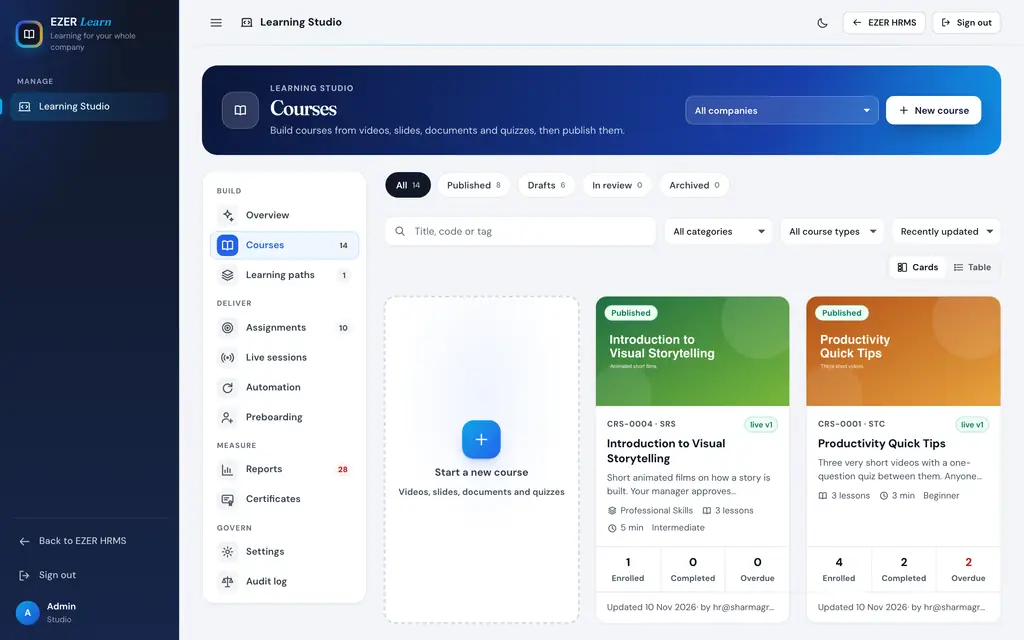 EZER Learn
Learning for your whole
company
MANAGE
Learning Studio
Back to EZER HRMS
Sign out
A
Admin
Studio
Learning Studio
EZER HRMS
Sign out
LEARNING STUDIO
Courses
Build courses from videos, slides, documents and quizzes, then publish them.
All companies
New course
BUILD
Overview
Courses 14
Learning paths 1
DELIVER
Assignments 10
Live sessions
Automation
Preboarding
MEASURE
Reports 28
Certificates
GOVERN
Settings
Audit log
All 14
Published 8
Drafts 6
In review 0
Archived 0
Title, code or tag
All categories
All course types
Recently updated
Cards
Table
Start a new course
Videos, slides, documents and quizzes
Published
Introduction to
Visual Storytelling
Animated short films.
CRS-0004 · SRS
live v1
Introduction to Visual
Storytelling
Short animated films on how a story is
built. Your manager approves...
Professional Skills 3 lessons
5 min Intermediate
1 0 0
Enrolled Completed Overdue
Updated 10 Nov 2026· by hr@sharmagr...
Published
Productivity
Quick Tips
Three short videos.
CRS-0001 · STC
live v1
Productivity Quick Tips
Three very short videos with a one-
question quiz between them. Anyone...
3 lessons 3 min Beginner
4 2 2
Enrolled Completed Overdue
Updated 10 Nov 2026· by hr@sharmagr...